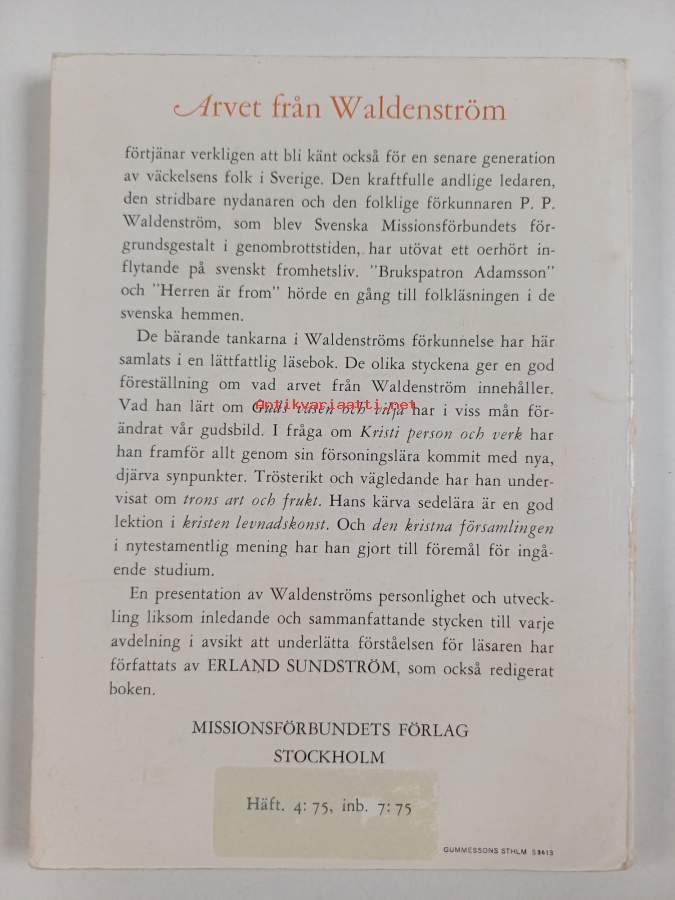 Arvet från Waldenström
förtjänar verkligen att bli känt också för en senare generation
av väckelsens folk i Sverige. Den kraftfulle andlige ledaren,
den stridbare nydanaren och den folklige förkunnaren P. P.
Waldenström, som blev Svenska Missionsförbundets för-
grundsgestalt i genombrottstiden, har utövat ett oerhört in-
flytande på svenskt fromhetsliv. ”Brukspatron Adamsson”
och ”Herren är from” hörde en gång till folkläsningen i de
svenska hemmen.
De bärande tankarna i Waldenströms förkunnelse har här
samlats i en lättfattlig läsebok. De olika styckena ger en god
föreställning om vad arvet från Waldenström innehåller.
Antikvariaatti.net
Vad han lärt om Guds väsen och vilja har i viss mån för-
ändrat vår gudsbild. I fråga om Kristi person och verk har
han framför allt genom sin försoningslära kommit med nya,
djärva synpunkter. Trösterikt och vägledande har han under-
visat om trons art och frukt. Hans kärva sedelära är en god
lektion i kristen levnadskonst. Och den kristna församlingen
i nytestamentlig mening har han gjort till föremål för ingå-
ende studium.
En presentation av Waldenströms personlighet och utveck-
ling liksom inledande och sammanfattande stycken till varje
avdelning i avsikt att underlätta förståelsen för läsaren har
författats av ERLAND SUNDSTRÖM, som också redigerat
boken.
MISSIONSFÖRBUNDETS FÖRLAG
STOCKHOLM
Häft. 4: 75, inb. 7: 75
GUMMESSONS STHLM 53613